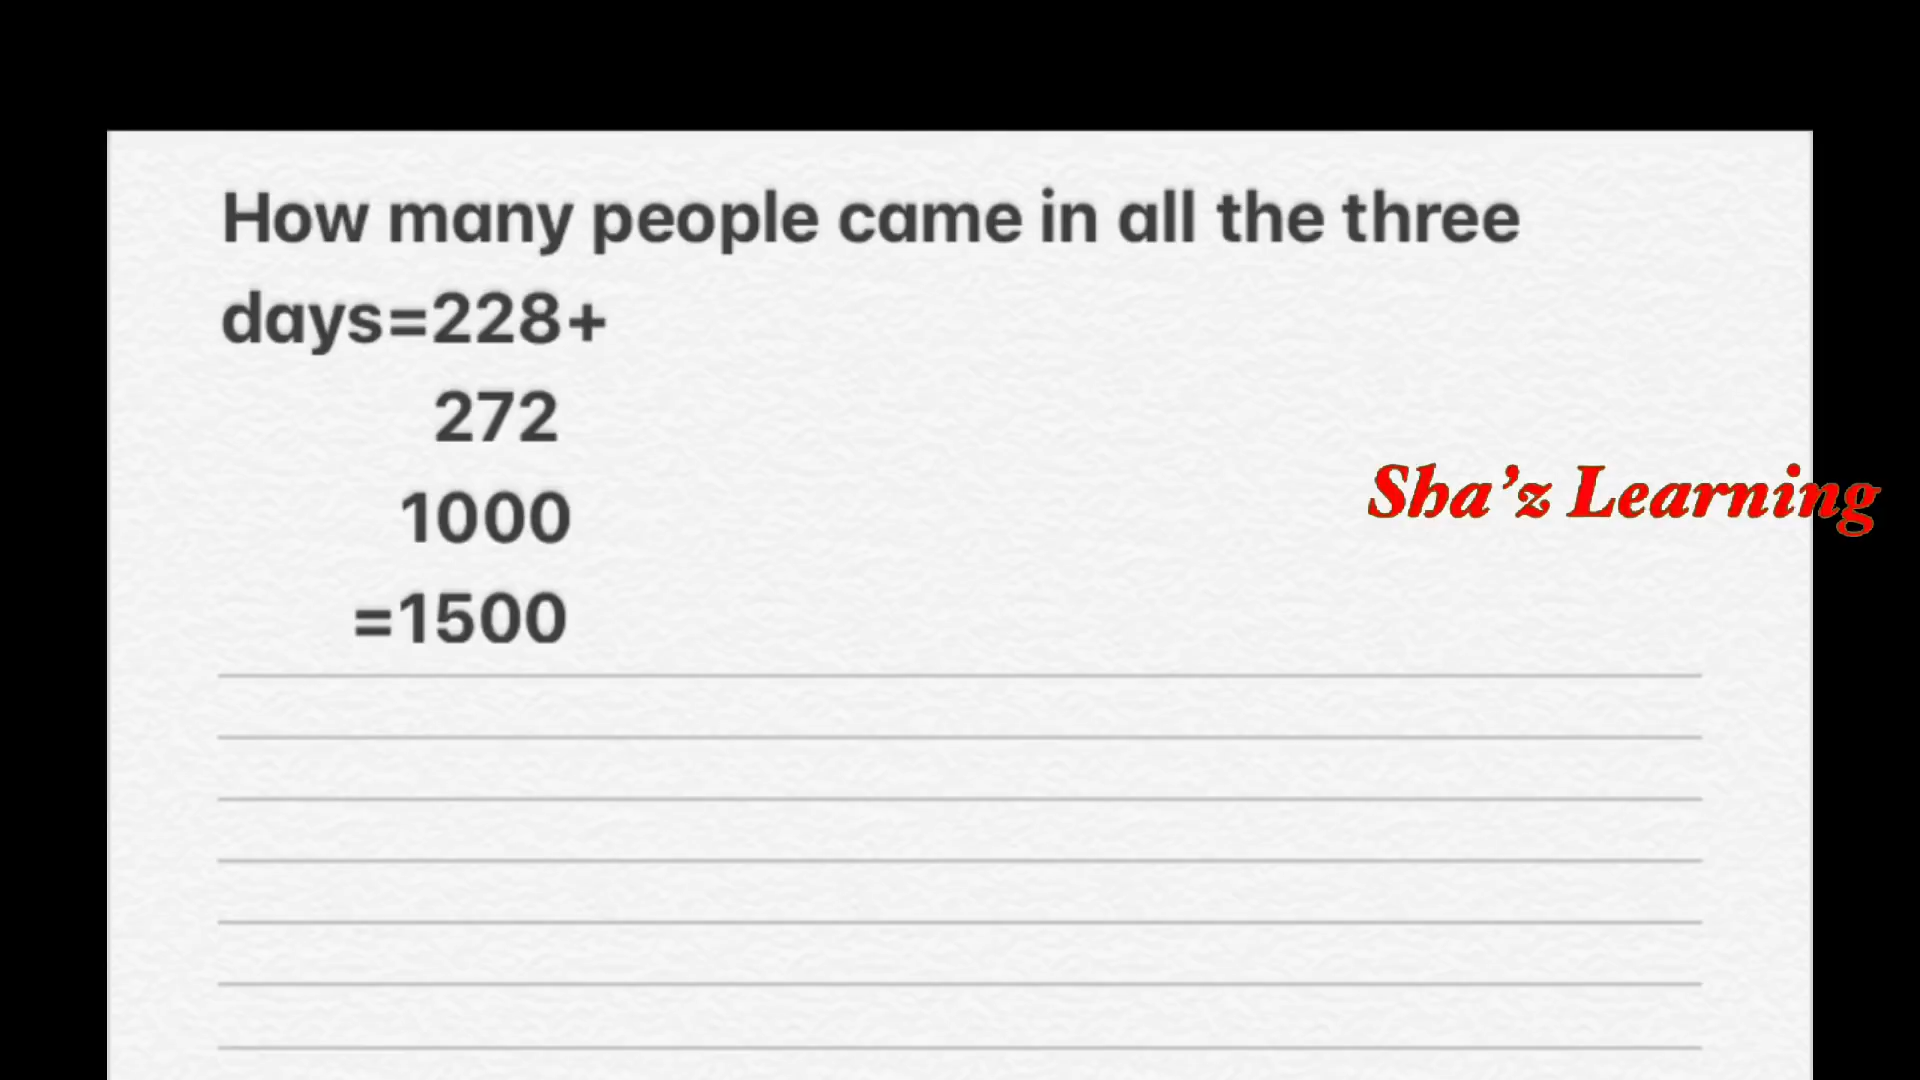 How many people came in all the three
days=228+
272
1000
Sha’z Learning
=1500